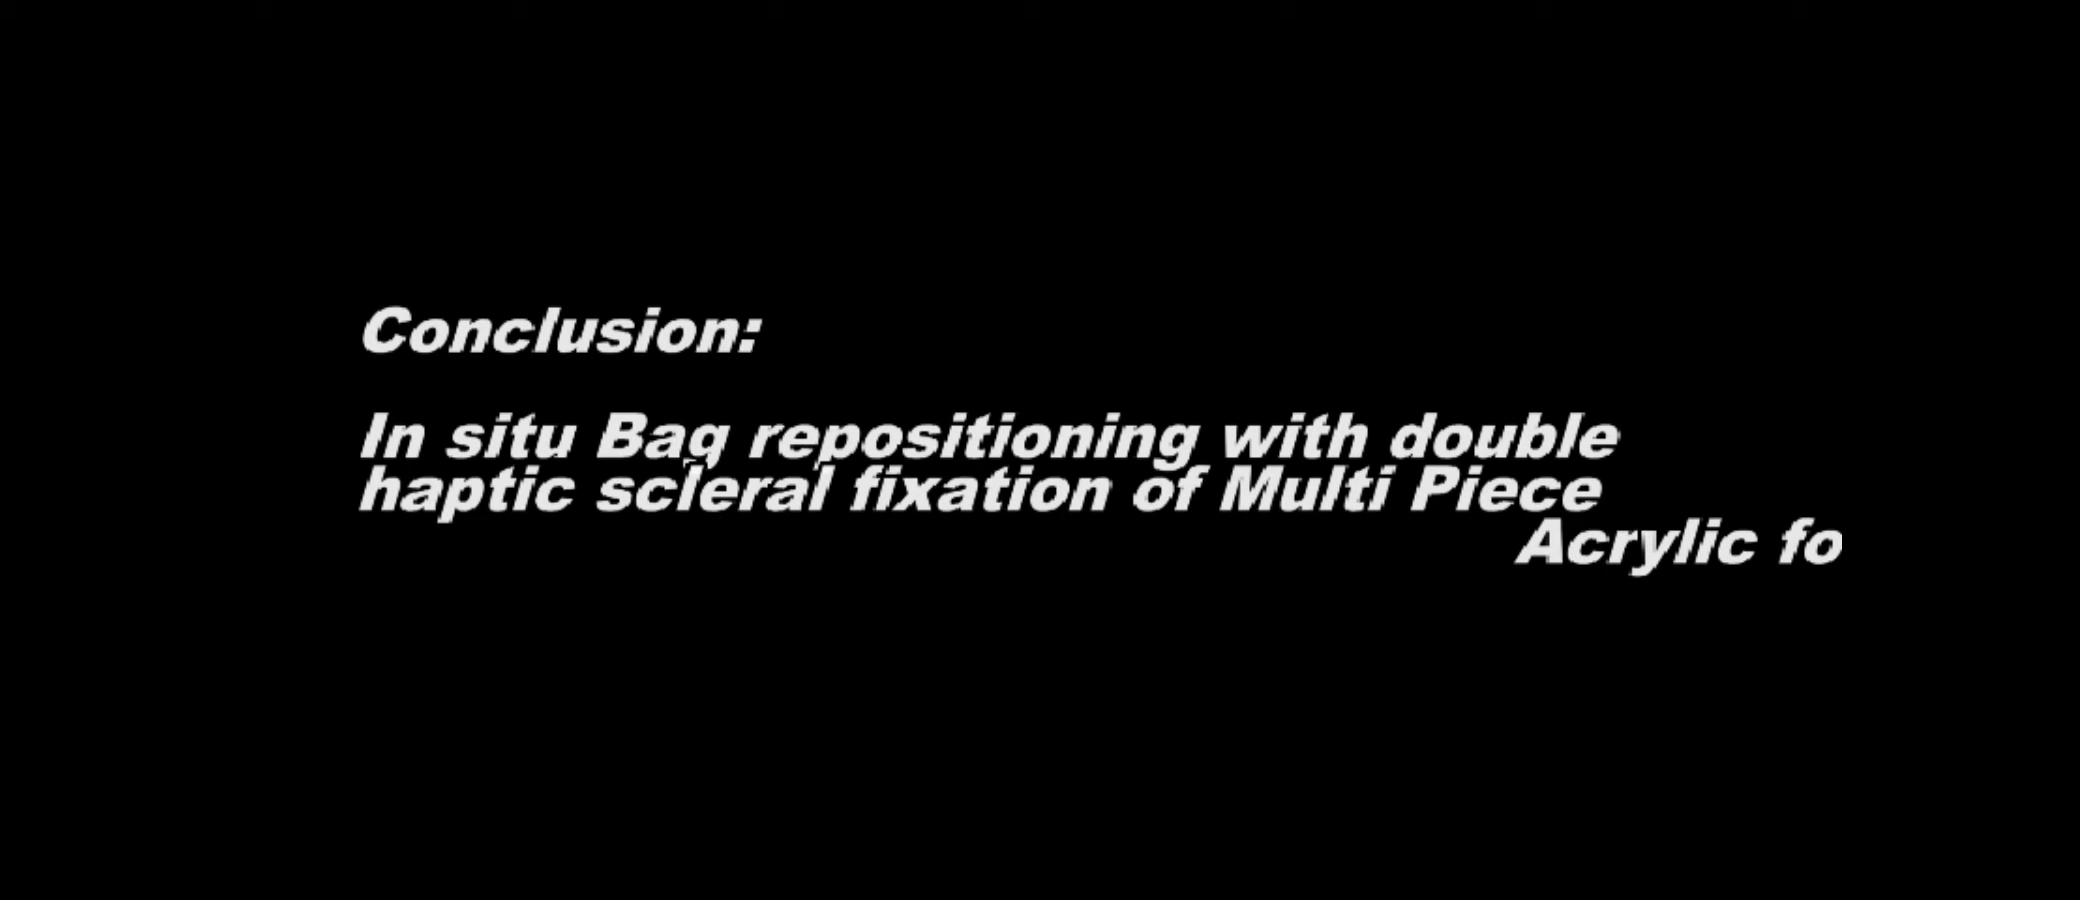 Conclusion:
In situ Bag repositioning with double
haptic scleral fixation of Multi Piece
Acrylic fo